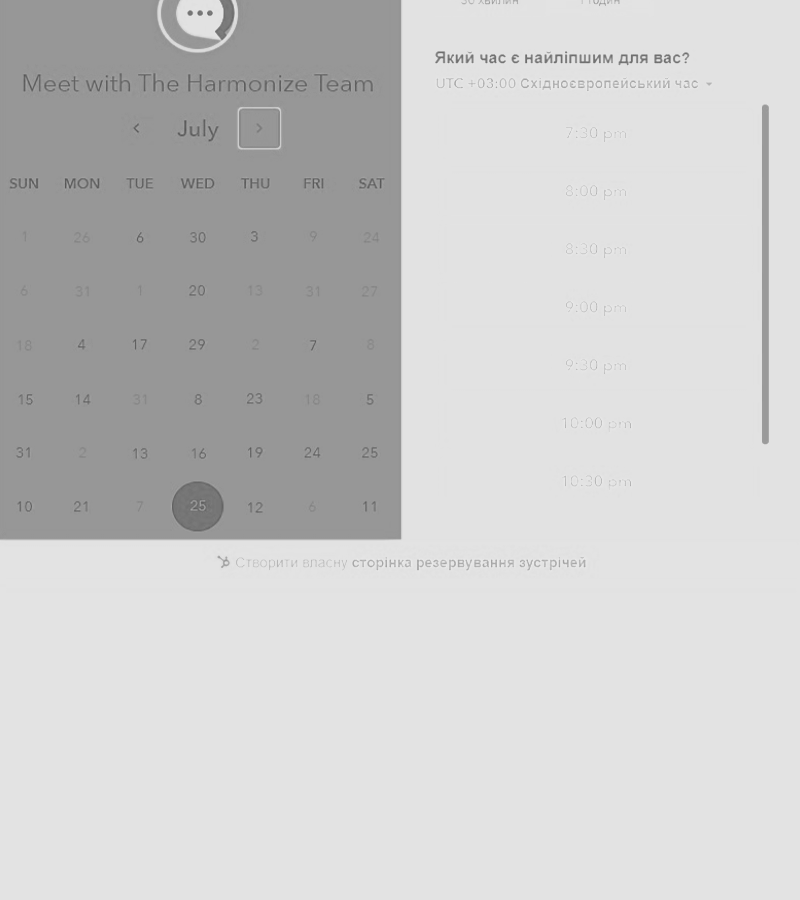 30 хвилин
1 годин
Meet with The Harmonize Team
July
SUN MON TUE WED THU FRI SAT
1 26 6 30 3 9 24
6 31 1 20 13 31 27
18 4 17 29 2 7 8
15 14 31 8 23 18 5
31 2 13 16 19 24 25
10 21 7 25 12 6 11
Який час є найліпшим для вас?
UTC +03:00 Східноєвропейський час
7:30 pm
8:00 pm
8:30 pm
9:00 pm
9:30 pm
10:00 pm
10:30 pm
Створити власну сторінка резервування зустрічей